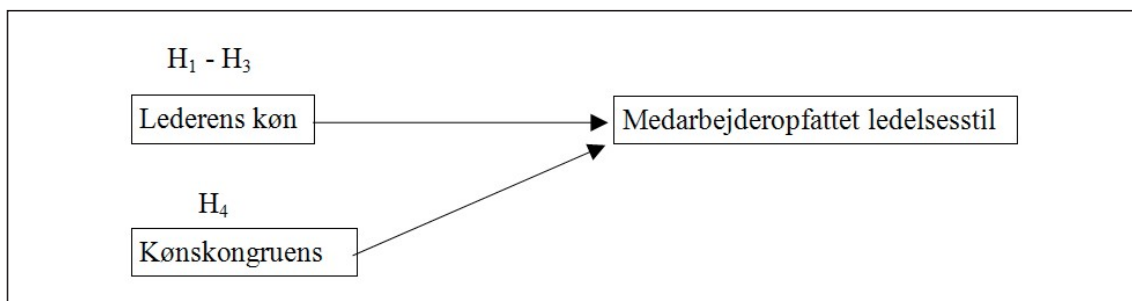 H₁ - H₃
Lederens køn
Medarbejderopfattet ledelsesstil
H₄
Kønskongruens